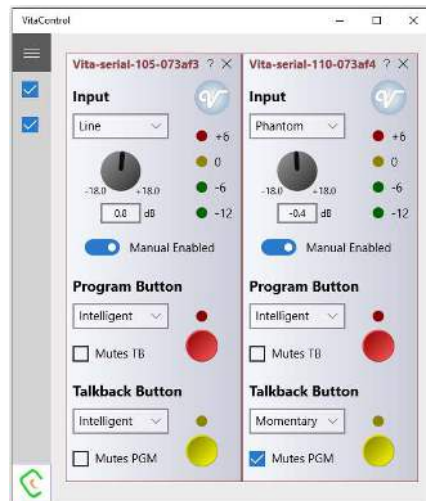 VitaControl
Vita-serial-105-073af3 ? ×
Input
Line
+6
0
-6
-12
-18.0 +18.0
0.8 dB
Manual Enabled
Program Button
Intelligent
Mutes TB
Talkback Button
Intelligent
Mutes PGM
Vita-serial-110-073af4 ? ×
Input
Phantom
+6
0
-6
-12
-18.0 +18.0
-0.4 dB
Manual Enabled
Program Button
Intelligent
Mutes TB
Talkback Button
Momentary
Mutes PGM